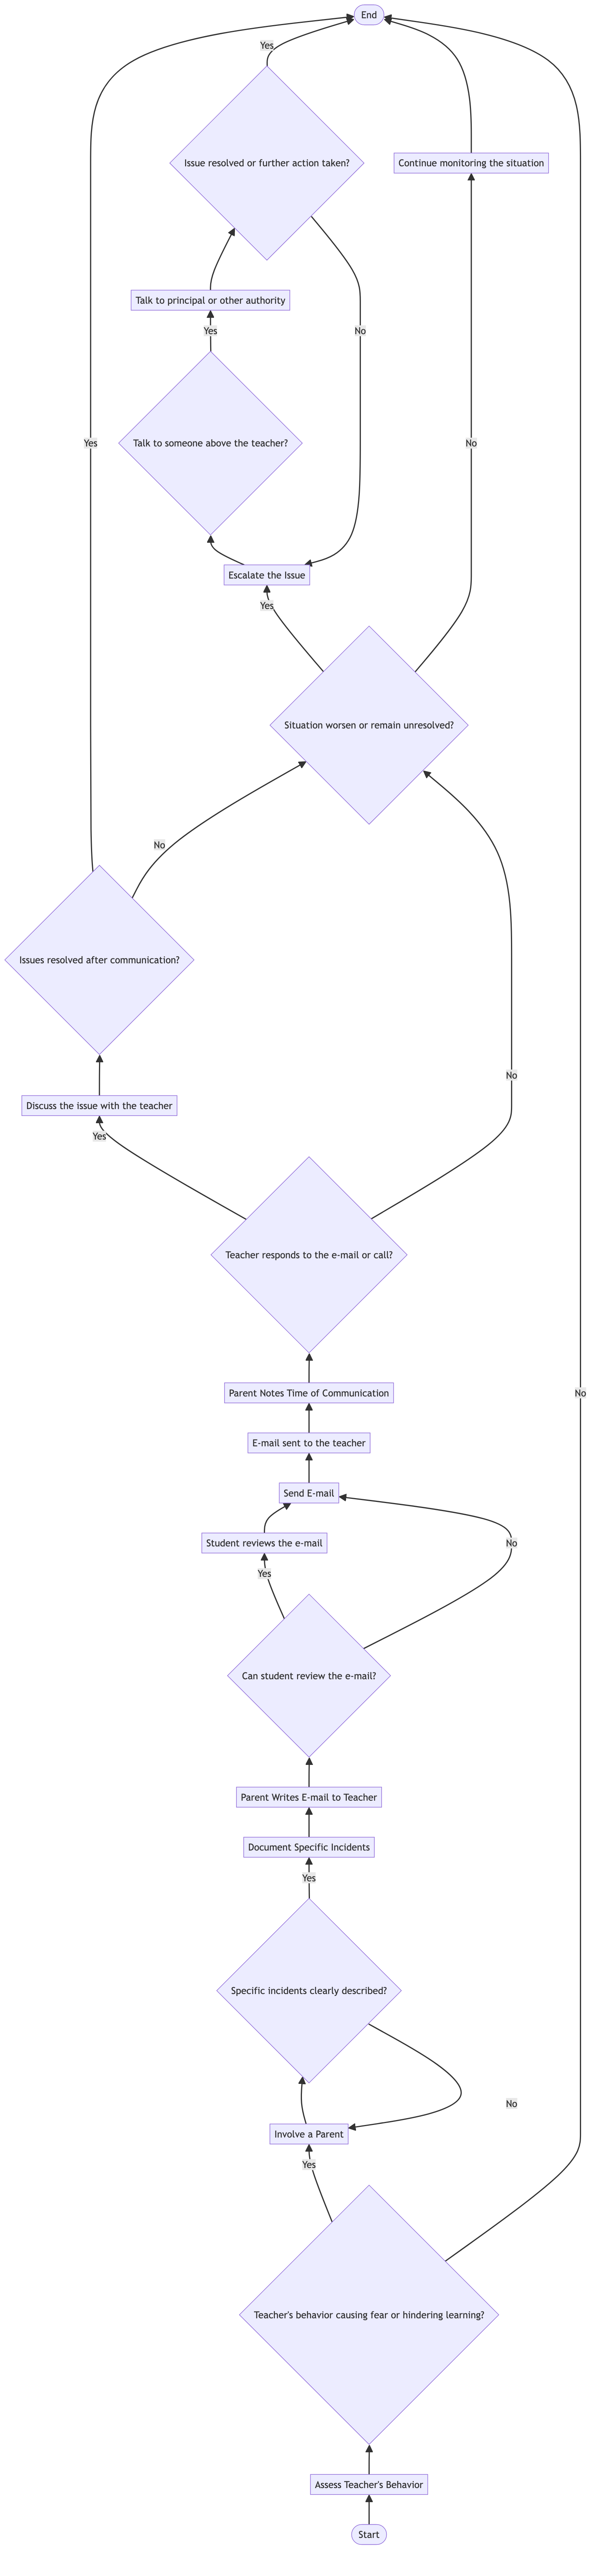 End
Yes
Issue resolved or further action taken?
Continue monitoring the situation
Talk to principal or other authority
Yes
No
Yes
Talk to someone above the teacher?
No
Escalate the Issue
Yes
Situation worsen or remain unresolved?
No
Issues resolved after communication?
No
Discuss the issue with the teacher
Yes
Teacher responds to the e-mail or call?
Parent Notes Time of Communication
No
E-mail sent to the teacher
Send E-mail
Student reviews the e-mail
No
Yes
Can student review the e-mail?
Parent Writes E-mail to Teacher
Document Specific Incidents
Yes
Specific incidents clearly described?
No
Involve a Parent
Yes
Teacher's behavior causing fear or hindering learning?
Assess Teacher's Behavior
Start